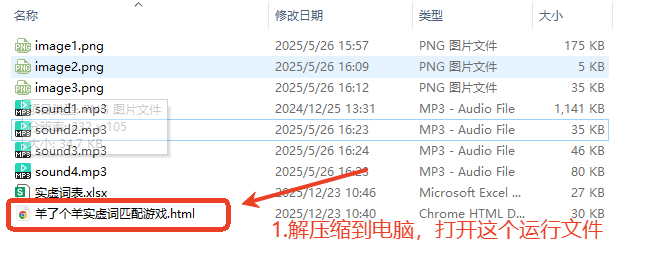 名称 修改日期 类型 大小
image1.png 2025/5/26 15:57 PNG 图片文件 175 KB
image2.png 2025/5/26 16:09 PNG 图片文件 5 KB
image3.png 2025/5/26 16:12 PNG 图片文件 35 KB
sound1.mp3 2024/12/25 13:31 MP3 - Audio File 1,141 KB
sound2.mp3 2025/5/26 16:23 MP3 - Audio File 35 KB
sound3.mp3 2025/5/26 16:24 MP3 - Audio File 46 KB
sound4.mp3 2025/5/26 16:23 MP3 - Audio File 80 KB
实虚词表.xlsx 2025/12/23 10:46 Microsoft Excel ... 27 KB
羊了个羊实虚词匹配游戏.html 2025/12/23 10:40 Chrome HTML D... 30 KB
1.解压缩到电脑，打开这个运行文件